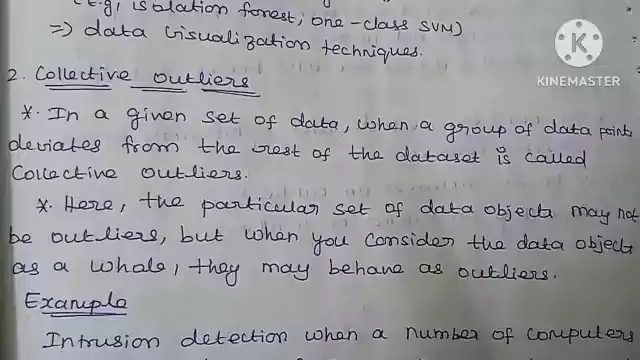 (E.g, isolation forest, one-class SVM)
=> data visualization techniques.
K
KINEMASTER
2. Collective outliers
*. In a given set of data, when a group of data points
deviates from the rest of the dataset is called
Collective outliers.
*. Here, the particular set of data objects may not
be outliers, but when you consider the data objects
as a whole, they may behave as outliers.
Example
Intrusion detection when a number of computers